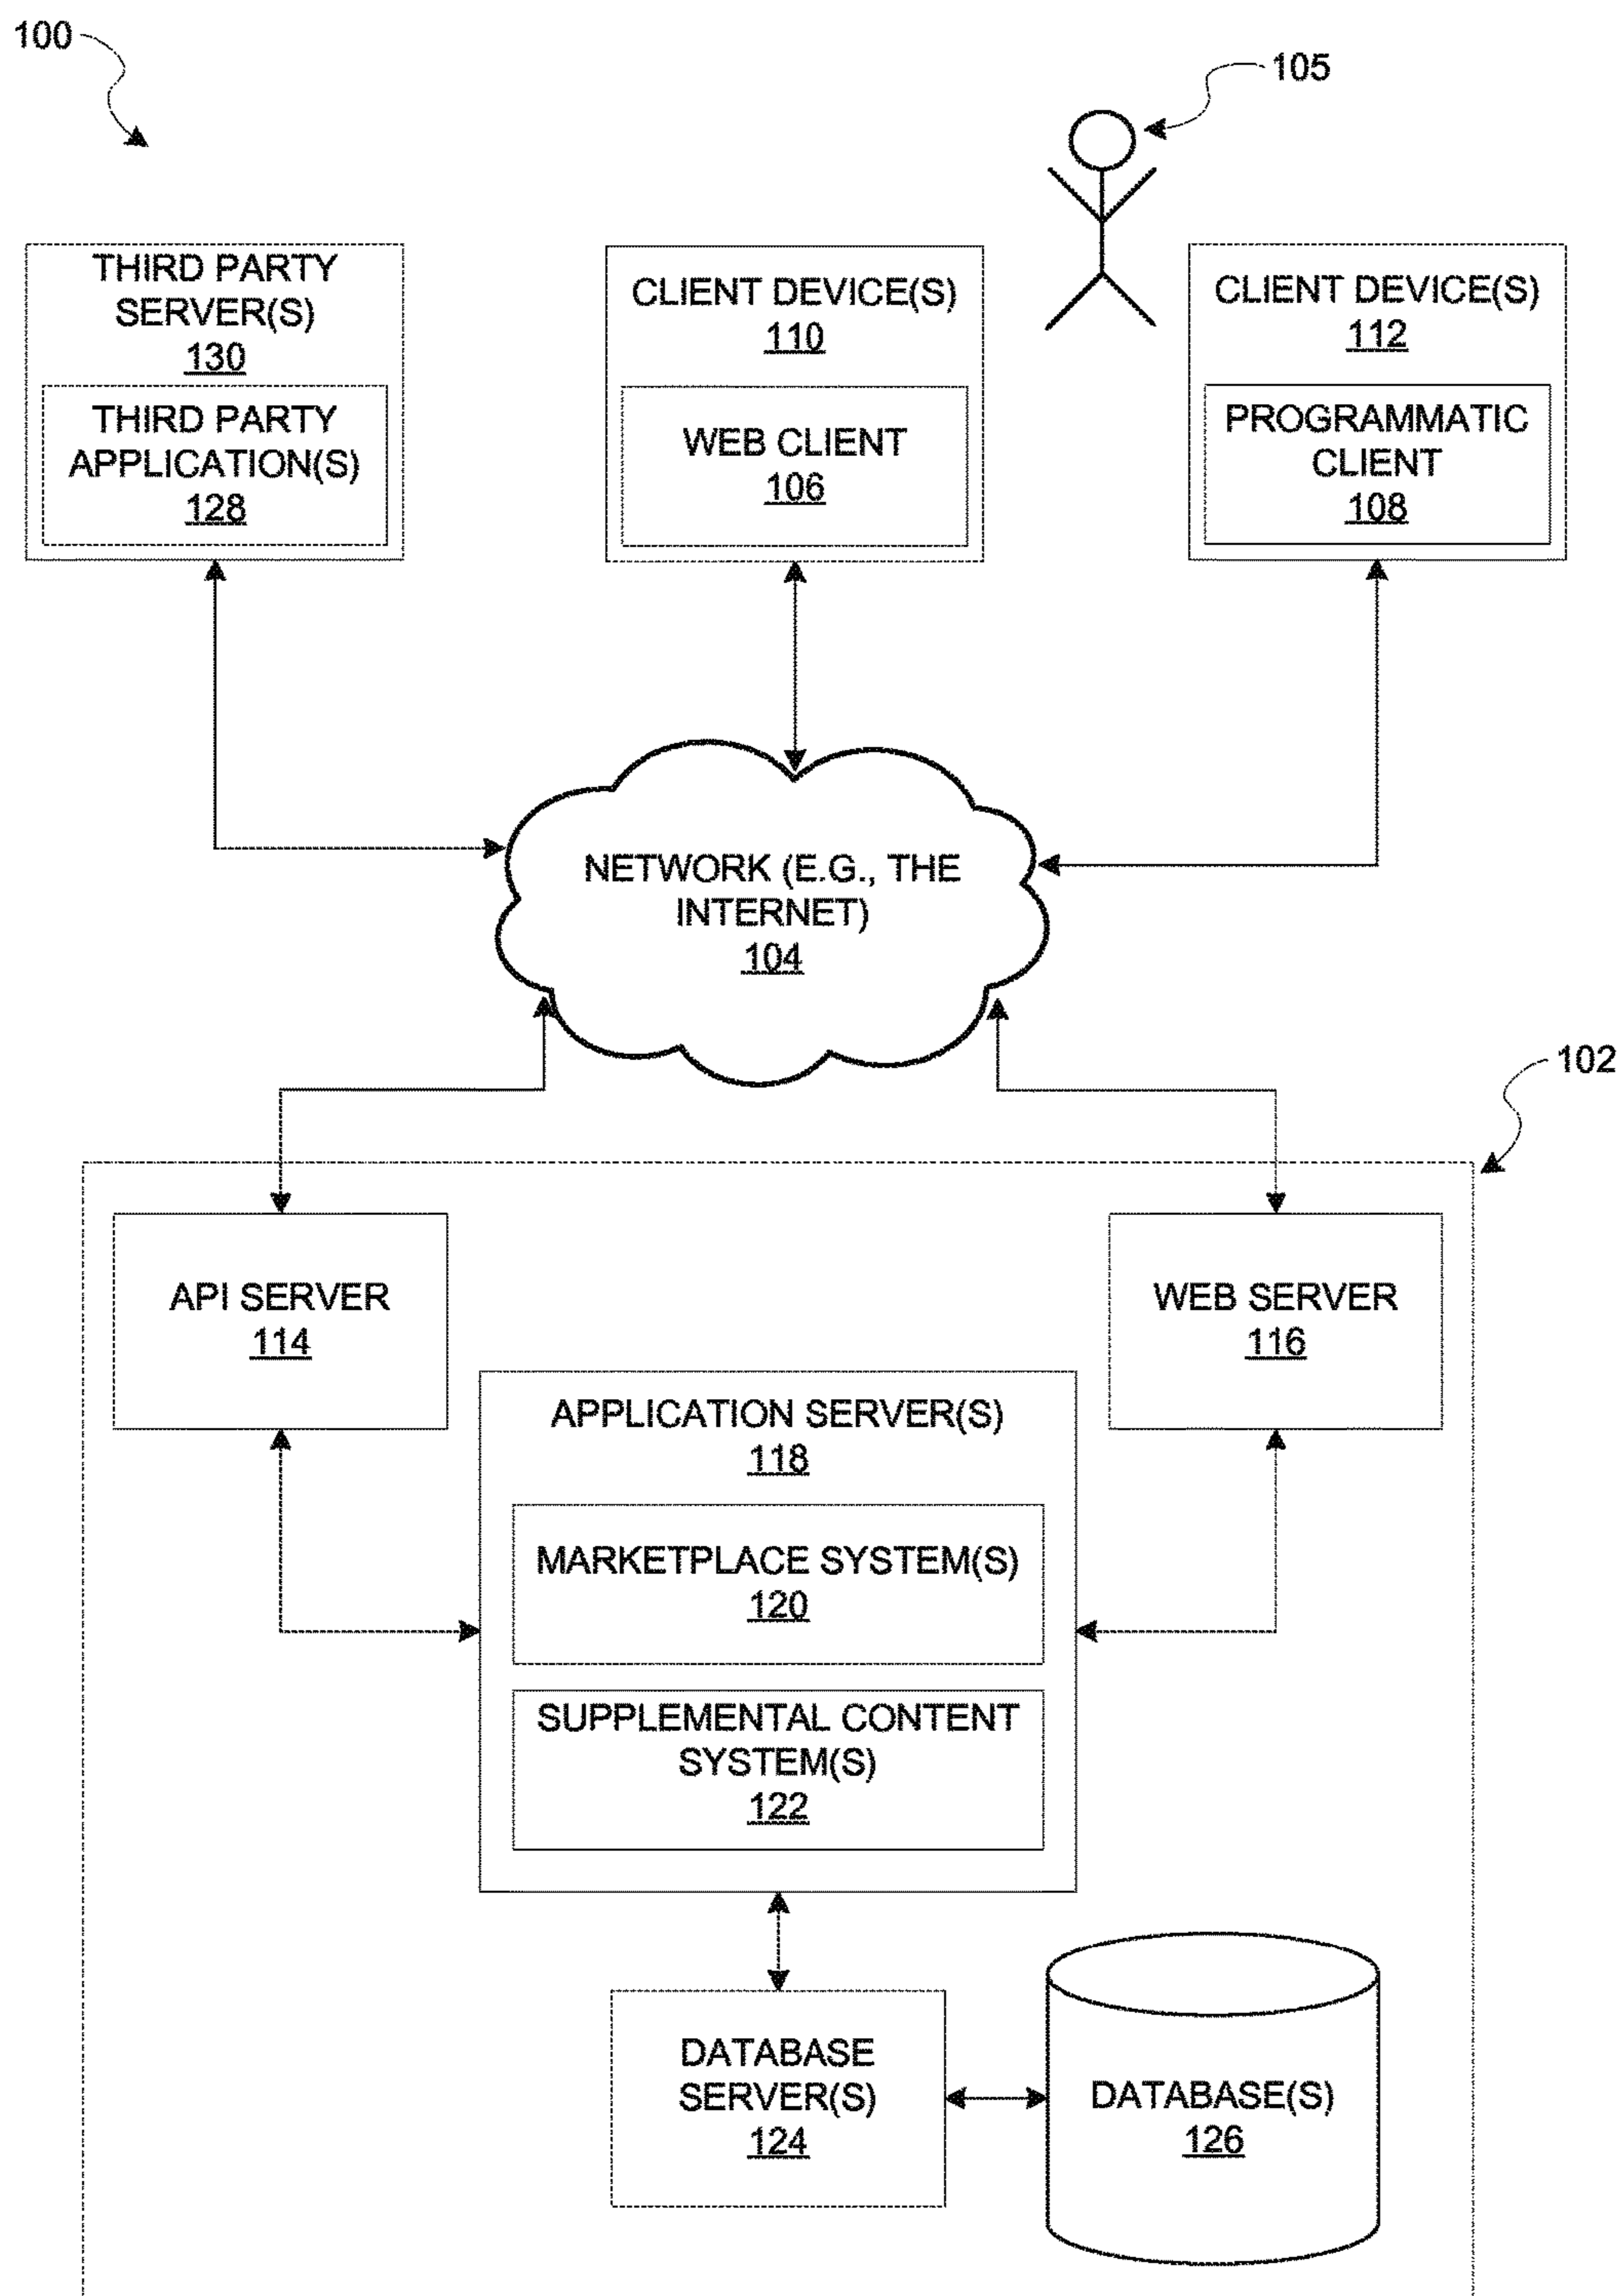 100
105
THIRD PARTY
SERVER(S)
130
THIRD PARTY
APPLICATION(S)
128
CLIENT DEVICE(S)
110
WEB CLIENT
106
CLIENT DEVICE(S)
112
PROGRAMMATIC
CLIENT
108
NETWORK (E.G., THE
INTERNET)
104
102
API SERVER
114
WEB SERVER
116
APPLICATION SERVER(S)
118
MARKETPLACE SYSTEM(S)
120
SUPPLEMENTAL CONTENT
SYSTEM(S)
122
DATABASE
SERVER(S)
124
DATABASE(S)
126